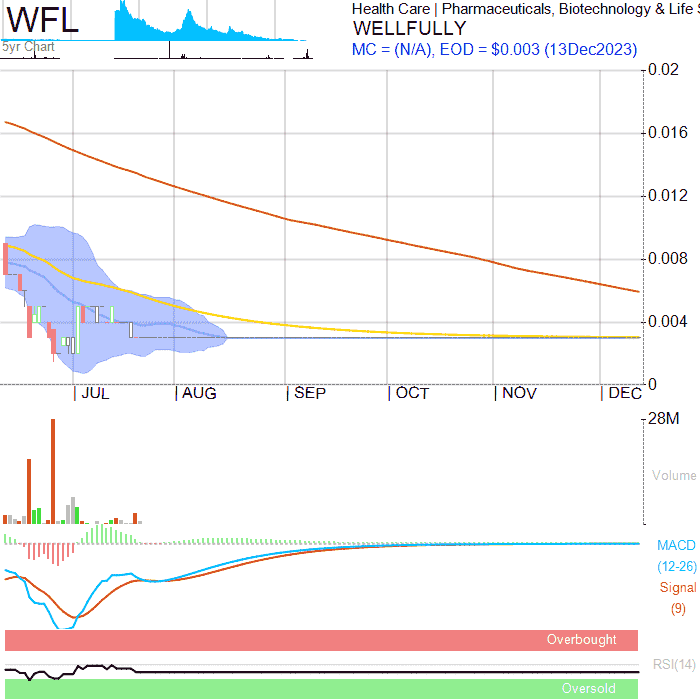 WFL
5yr Chart
Health Care | Pharmaceuticals, Biotechnology & Life S
WELLFULLY
MC = (N/A), EOD = $0.003 (13Dec2023)
0.02
0.016
0.012
0.008
0.004
0
JUL AUG SEP OCT NOV DEC
28M
Volume
MACD
(12-26)
Signal
(9)
Overbought
RSI(14)
Oversold